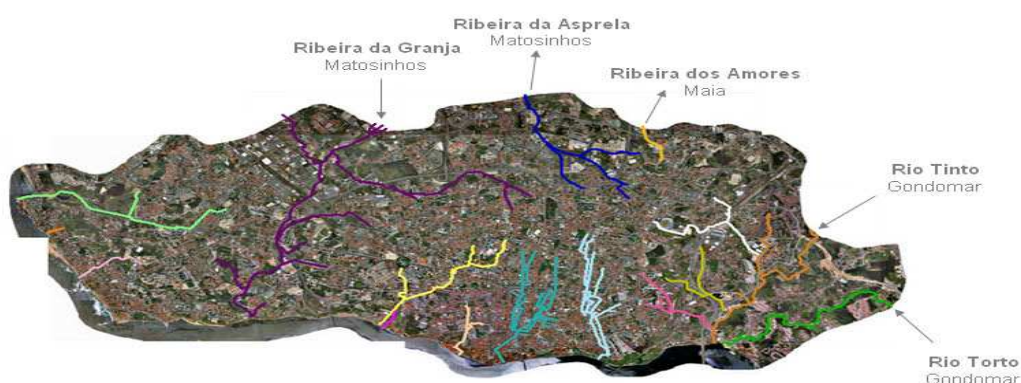 Ribeira da Asprela
Matosinhos
Ribeira da Granja
Matosinhos
Ribeira dos Amores
Maia
Rio Tinto
Gondomar
Rio Torto
Gondomar